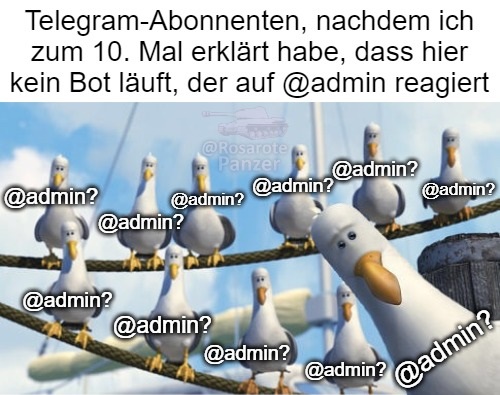 Telegram-Abonnenten, nachdem ich
zum 10. Mal erklärt habe, dass hier
kein Bot läuft, der auf @admin reagiert
@Rosarote
Panzer
@admin?
@admin?
@admin?
@admin?
@admin?
@admin?
@admin?
@admin?
@admin?
@admin?
@admin?